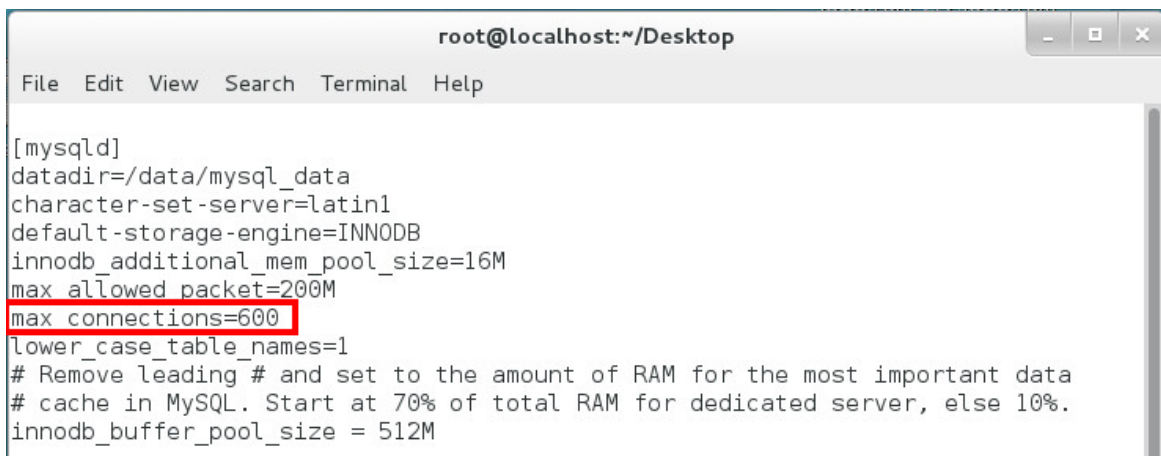 root@localhost:~/Desktop
File Edit View Search Terminal Help
[mysqld]
datadir=/data/mysql_data
character-set-server=latin1
default-storage-engine=INNODB
innodb_additional_mem_pool_size=16M
max_allowed_packet=200M
max_connections=600
lower_case_table_names=1
# Remove leading # and set to the amount of RAM for the most important data
# cache in MySQL. Start at 70% of total RAM for dedicated server, else 10%.
innodb_buffer_pool_size = 512M